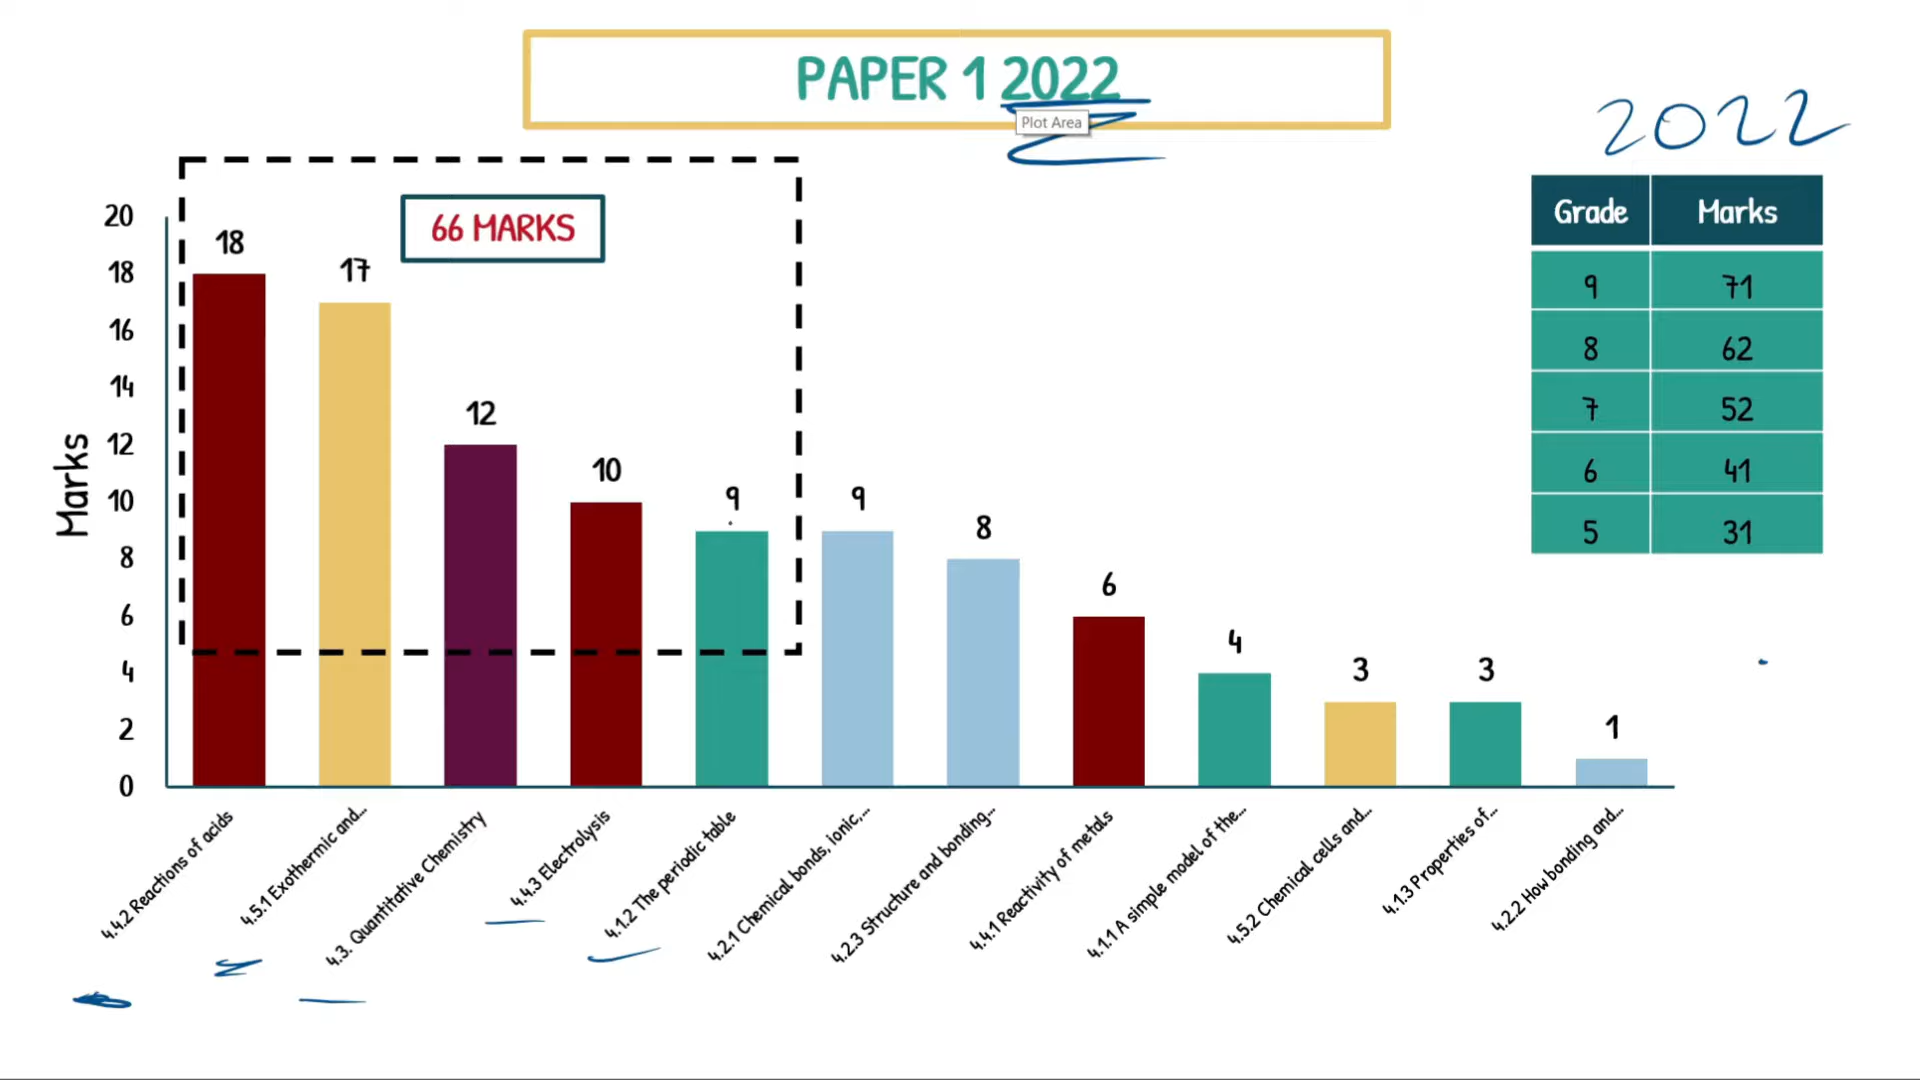 PAPER 1 2022
Plot Area
2022
66 MARKS
Marks
20
18
16
14
12
10
8
6
4
2
0
18
17
12
10
9
9
8
6
4
3
3
1
4.4.2 Reactions of acids
4.5.1 Exothermic and...
4.3. Quantitative Chemistry
4.4.3 Electrolysis
4.1.2 The periodic table
4.2.1 Chemical bonds, ionic,...
4.2.3 Structure and bonding...
4.4.1 Reactivity of metals
4.1.1 A simple model of the...
4.5.2 Chemical cells and...
4.1.3 Properties of...
4.2.2 How bonding and...
Grade Marks
9 71
8 62
7 52
6 41
5 31